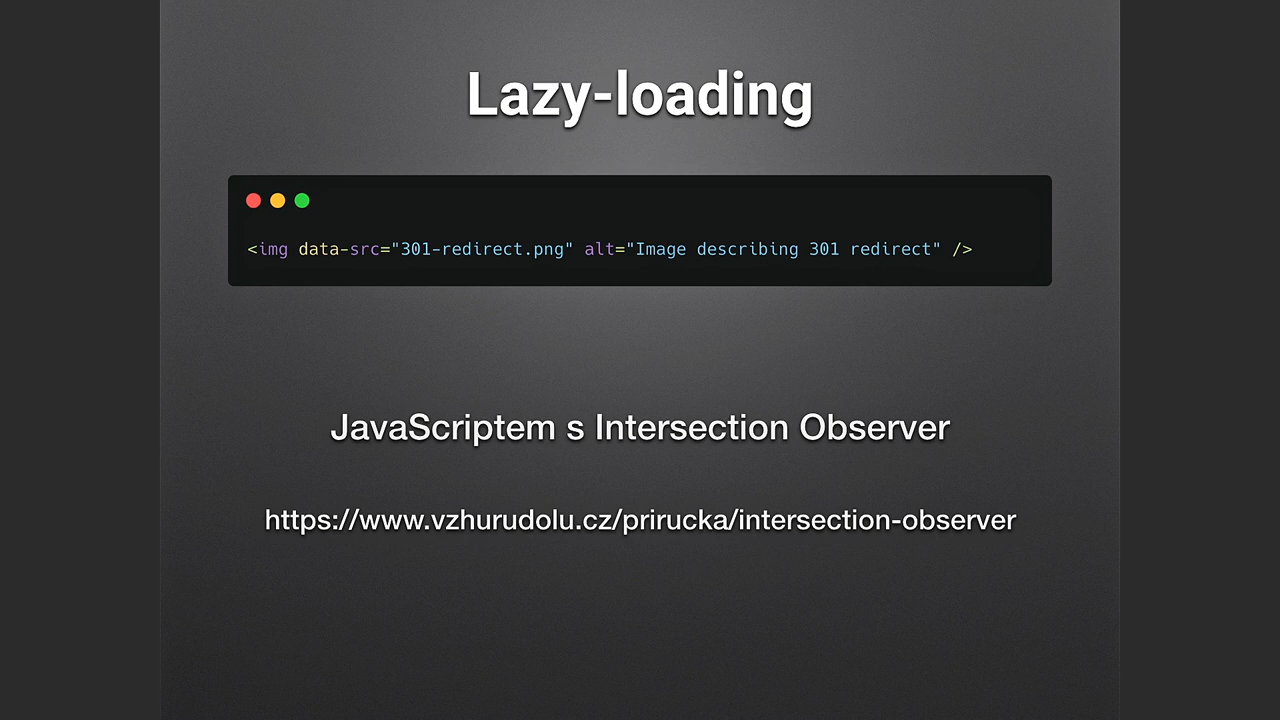 Lazy-loading
<img data-src="301-redirect.png" alt="Image describing 301 redirect" />
JavaScriptem s Intersection Observer
https://www.vzhurudolu.cz/prirucka/intersection-observer